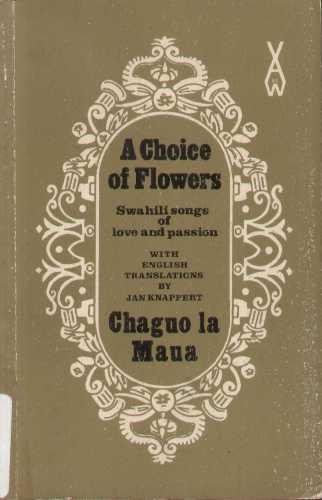 A Choice
of Flowers
Swahili songs
of
love and passion
WITH
ENGLISH
TRANSLATIONS
BY
JAN KNAPPERT
Chaguo la
Maua